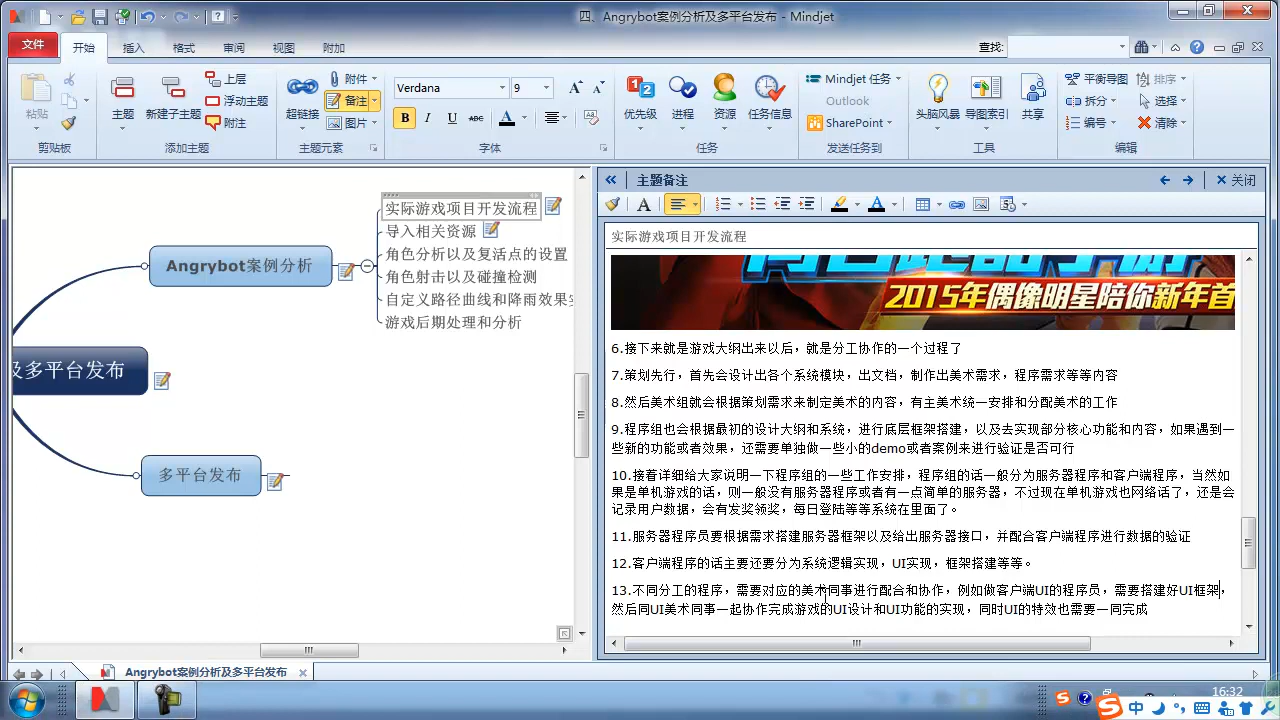 四、Angrybot案例分析及多平台发布 - Mindjet
文件
开始
插入
格式
审阅
视图
附加
查找:
粘贴
剪贴板
主题
新建子主题
上层
浮动主题
附注
添加主题
超链接
附件
备注
图片
主题元素
Verdana
9
B
I
U
ABC
A
字体
优先级
进程
资源
任务信息
任务
Mindjet 任务
Outlook
SharePoint
发送任务到
头脑风暴
导图索引
共享
工具
平衡导图
拆分
编号
排序
选择
清除
编辑
实际游戏项目开发流程
导入相关资源
角色分析以及复活点的设置
角色射击以及碰撞检测
自定义路径曲线和降雨效果
游戏后期处理和分析
Angrybot案例分析
及多平台发布
多平台发布
主题备注
关闭
实际游戏项目开发流程
2015年偶像明星陪你新年首
6.接下来就是游戏大纲出来以后，就是分工协作的一个过程了
7.策划先行，首先会设计出各个系统模块，出文档，制作出美术需求，程序需求等等内容
8.然后美术组就会根据策划需求来制定美术的内容，有主美术统一安排和分配美术的工作
9.程序组也会根据最初的设计大纲和系统，进行底层框架搭建，以及去实现部分核心功能和内容，如果遇到一
些新的功能或者效果，还需要单独做一些小的demo或者案例来进行验证是否可行
10.接着详细给大家说明一下程序组的一些工作安排，程序组的话一般分为服务器程序和客户端程序，当然如
果是单机游戏的话，则一般没有服务器程序或者有一点简单的服务器，不过现在单机游戏也网络话了，还是会
记录用户数据，会有发奖领奖，每日登陆等等系统在里面了。
11.服务器程序员要根据需求搭建服务器框架以及给出服务器接口，并配合客户端程序进行数据的验证
12.客户端程序的话主要还要分为系统逻辑实现，UI实现，框架搭建等等。
13.不同分工的程序，需要对应的美术同事进行配合和协作，例如做客户端UI的程序员，需要搭建好UI框架，
然后同UI美术同事一起协作完成游戏的UI设计和UI功能的实现，同时UI的特效也需要一同完成
Angrybot案例分析及多平台发布
16:32
中